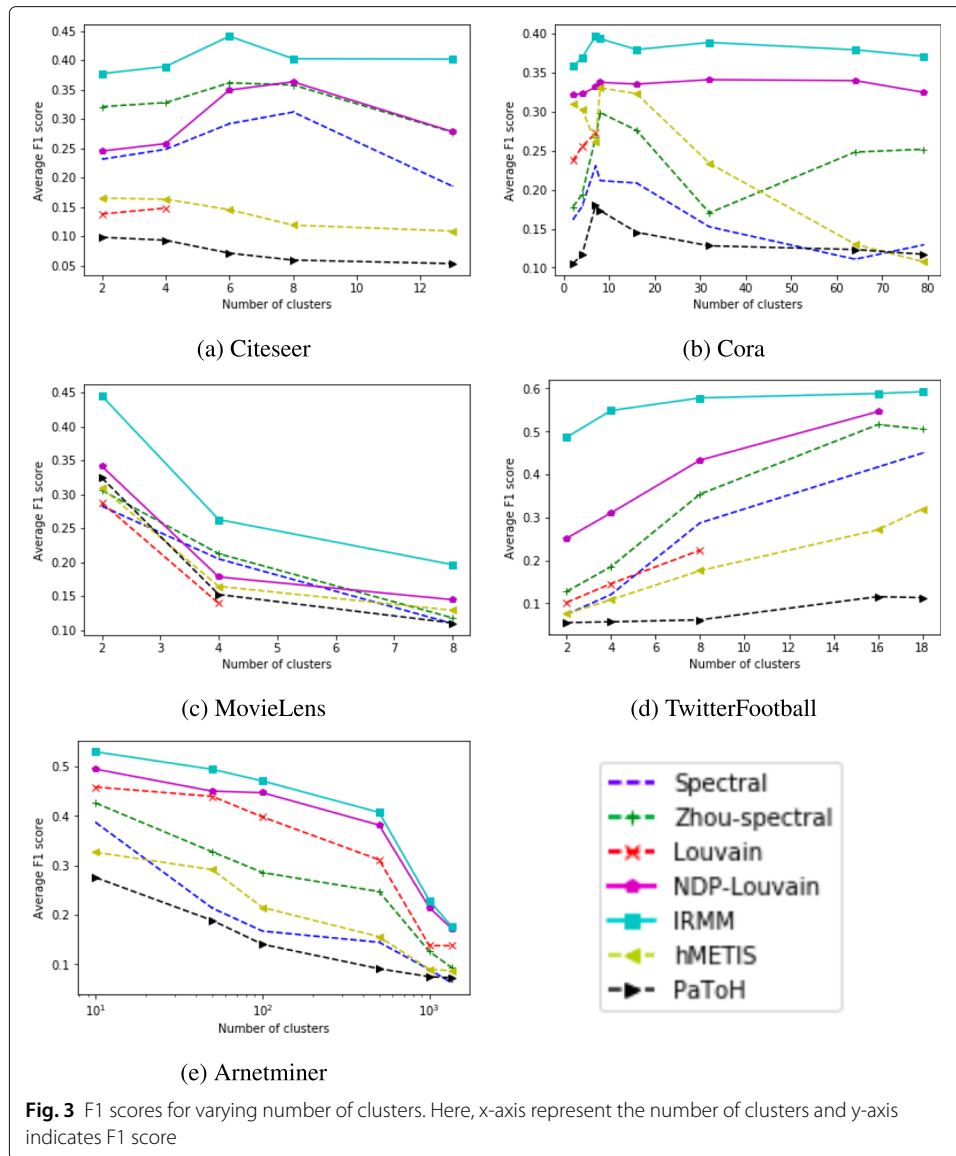 0.45
0.40
0.35
0.30
0.25
0.20
0.15
0.10
0.05
Average F1 score
2 4 6 8 10 12
Number of clusters
(a) Citeseer
0.40
0.35
0.30
0.25
0.20
0.15
0.10
Average F1 score
0 10 20 30 40 50 60 70 80
Number of clusters
(b) Cora
0.45
0.40
0.35
0.30
0.25
0.20
0.15
0.10
Average F1 score
2 3 4 5 6 7 8
Number of clusters
(c) MovieLens
0.6
0.5
0.4
0.3
0.2
0.1
Average F1 score
2 4 6 8 10 12 14 16 18
Number of clusters
(d) TwitterFootball
0.5
0.4
0.3
0.2
0.1
Average F1 score
10¹ 10² 10³
Number of clusters
(e) Arnetminer
Spectral
Zhou-spectral
Louvain
NDP-Louvain
IRMM
hMETIS
PaToH
Fig. 3 F1 scores for varying number of clusters. Here, x-axis represent the number of clusters and y-axis
indicates F1 score